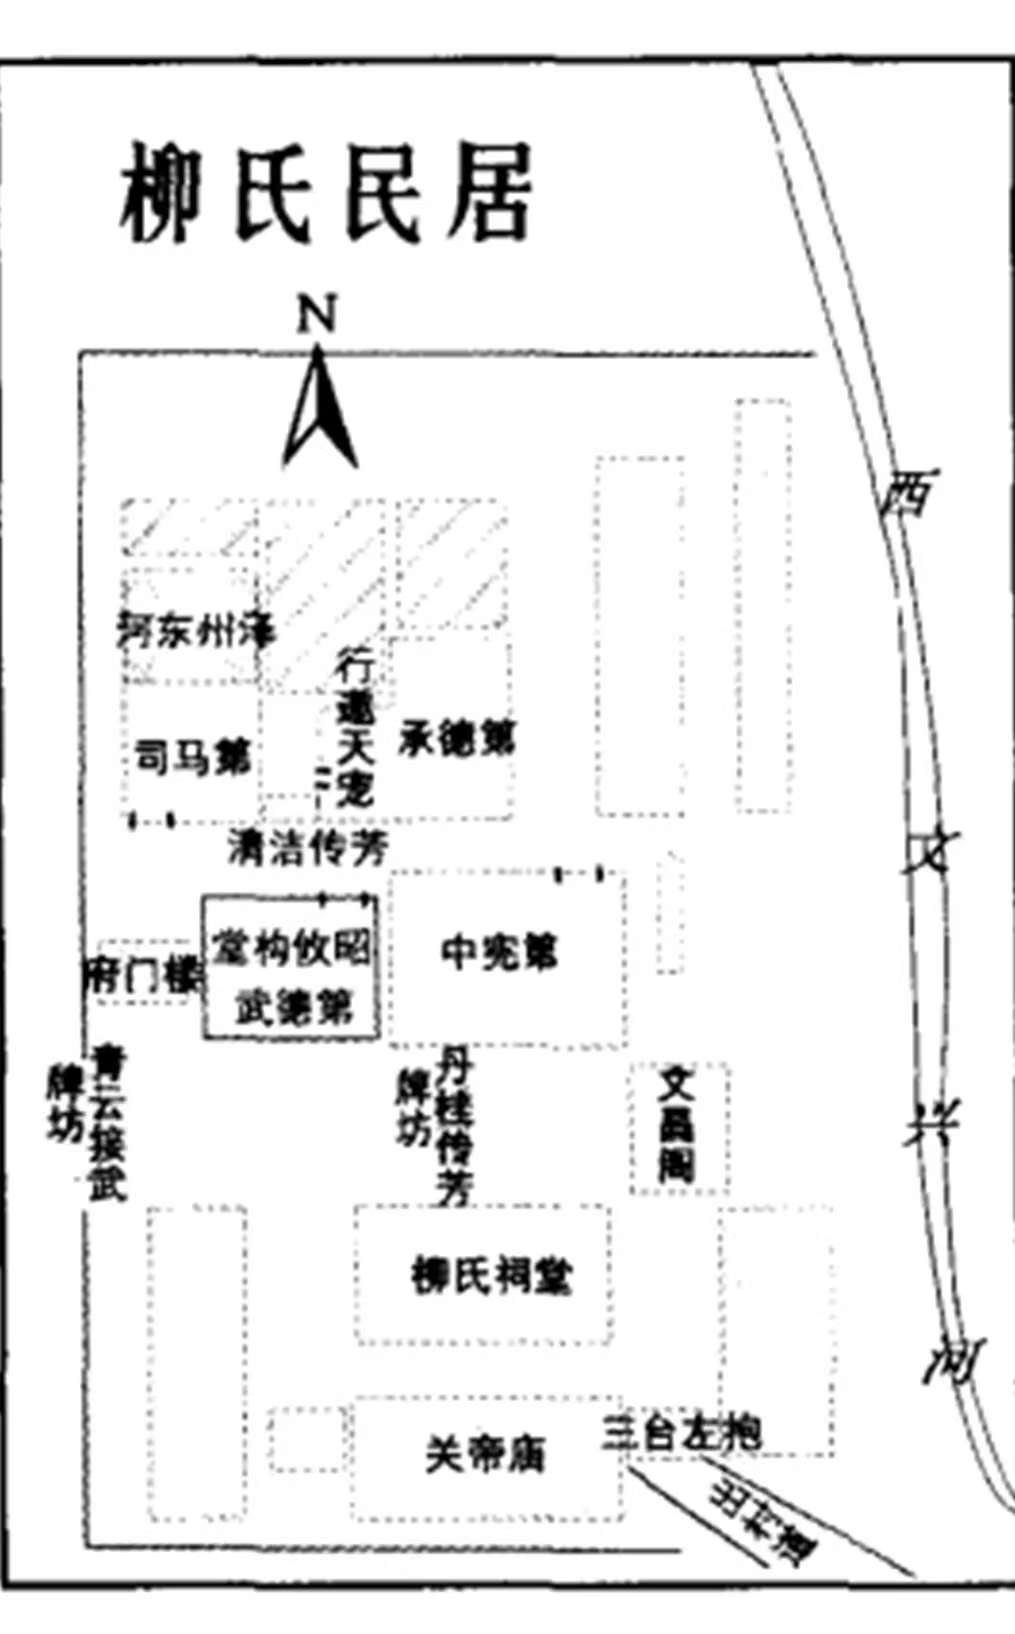 柳氏民居
N
西文兴河
河东州泽
行邀天宠
司马第
承德第
清洁传芳
堂构攸昭
武德第
中宪第
府门楼
青云接武
牌坊
丹桂传芳
牌坊
文昌阁
柳氏祠堂
关帝庙
三台左抱
出村道